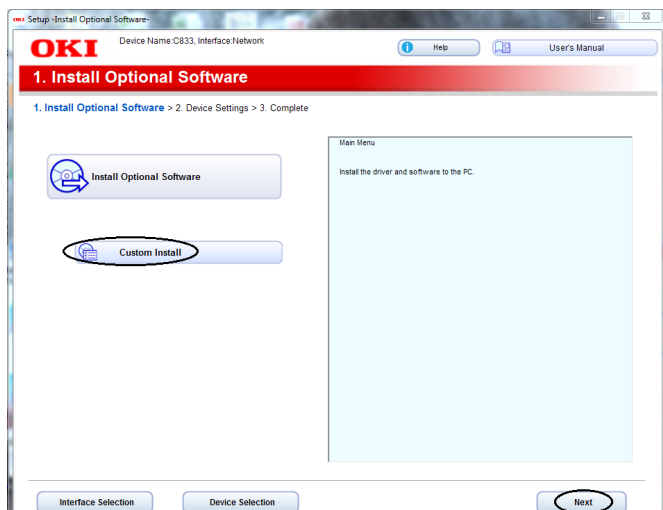 OKI Setup -Install Optional Software-
OKI
Device Name:C833, Interface:Network
Help
User's Manual
1. Install Optional Software
1. Install Optional Software > 2. Device Settings > 3. Complete
Install Optional Software
Custom Install
Main Menu
Install the driver and software to the PC.
Interface Selection
Device Selection
Next